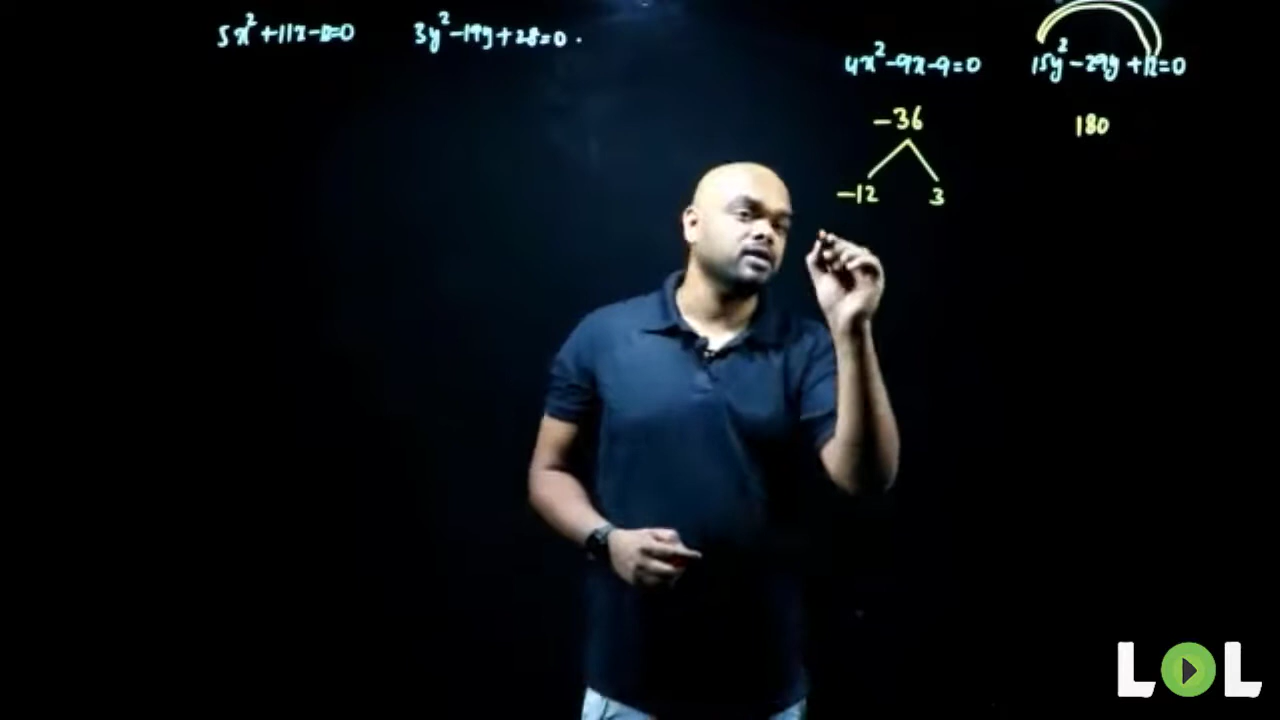 5x²+11x-12=0 3y²-19y+28=0.
4x²-9x-9=0 15y²-29y+12=0
-36 180
-12 3
LOL